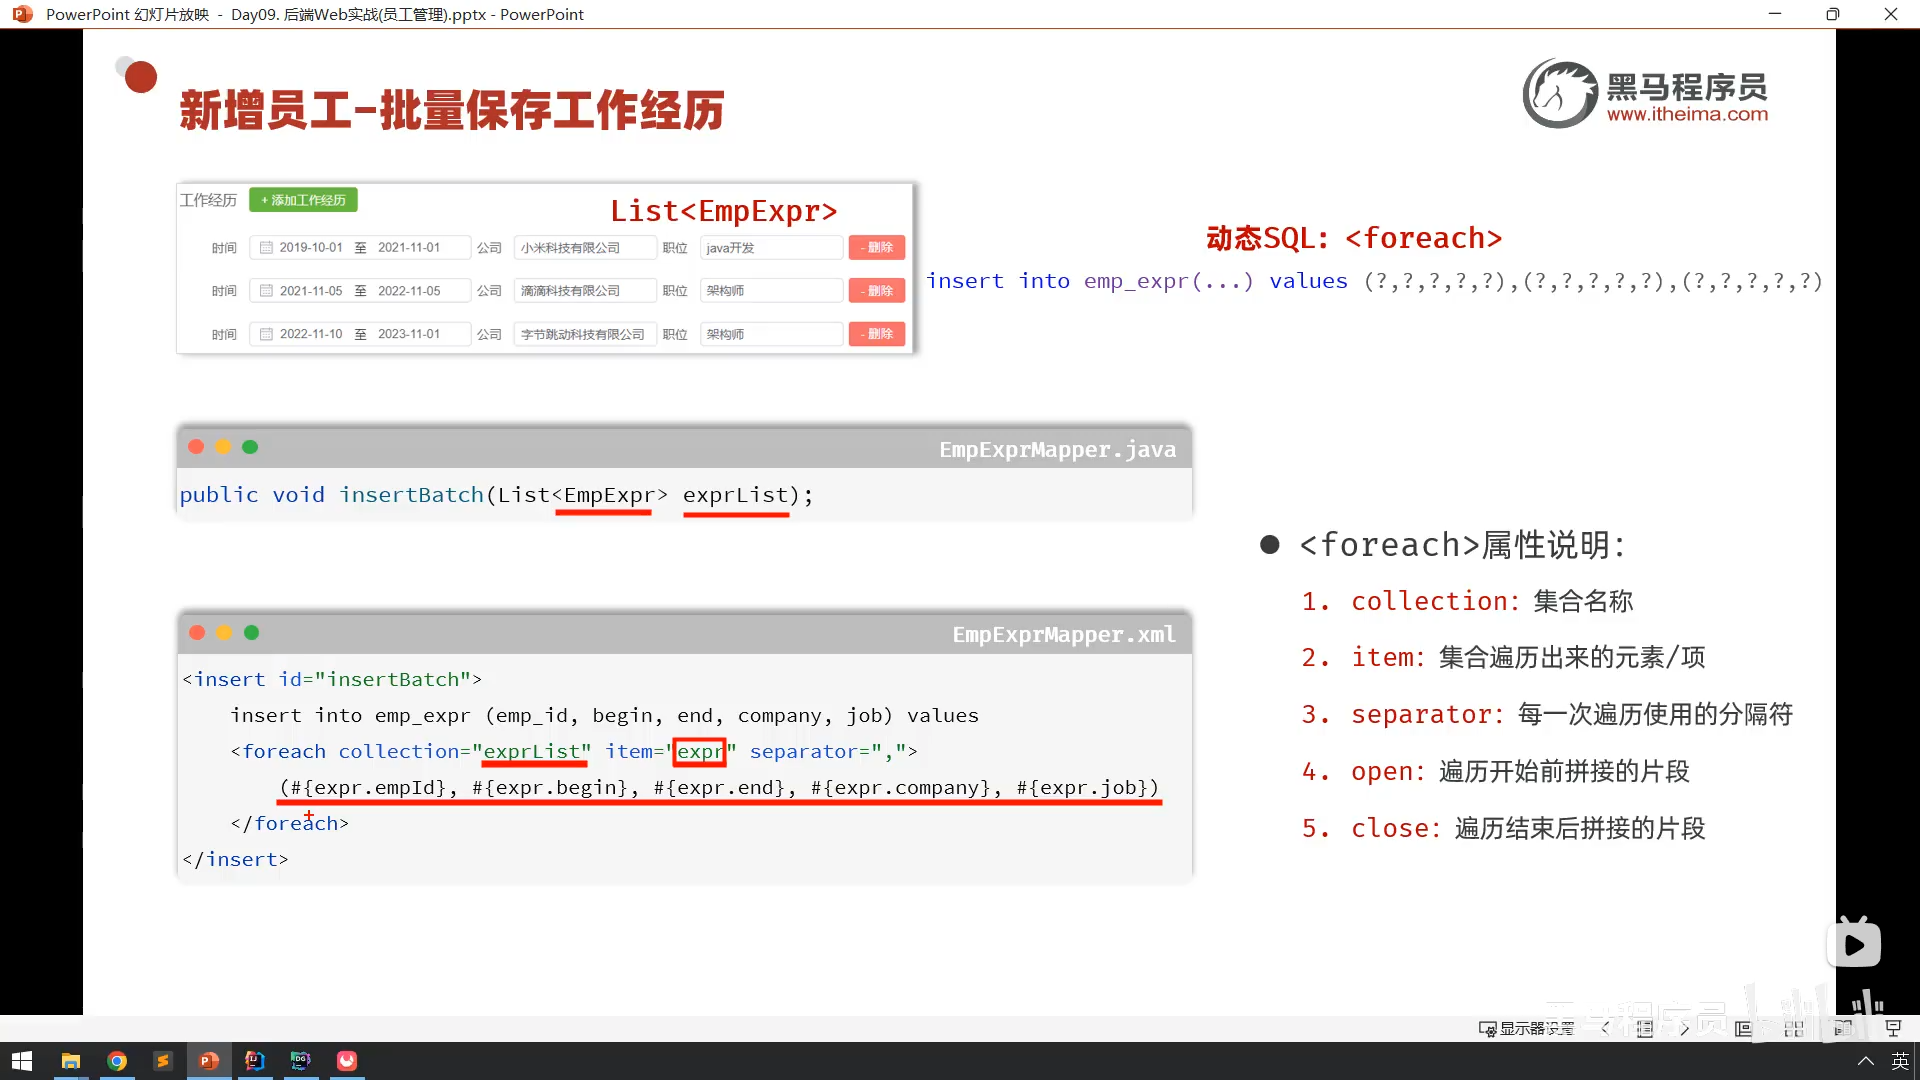 PowerPoint 幻灯片放映 - Day09. 后端Web实战(员工管理).pptx - PowerPoint
新增员工-批量保存工作经历
黑马程序员
www.itheima.com
工作经历 + 添加工作经历
List<EmpExpr>
时间 2019-10-01 至 2021-11-01 公司 小米科技有限公司 职位 java开发 - 删除
时间 2021-11-05 至 2022-11-05 公司 滴滴科技有限公司 职位 架构师 - 删除
时间 2022-11-10 至 2023-11-01 公司 字节跳动科技有限公司 职位 架构师 - 删除
动态SQL: <foreach>
insert into emp_expr(...) values (?,?,?,?,?),(?,?,?,?,?),(?,?,?,?,?)
EmpExprMapper.java
public void insertBatch(List<EmpExpr> exprList);
EmpExprMapper.xml
<insert id="insertBatch">
insert into emp_expr (emp_id, begin, end, company, job) values
<foreach collection="exprList" item="expr" separator=",">
(#{expr.empId}, #{expr.begin}, #{expr.end}, #{expr.company}, #{expr.job})
</foreach>
</insert>
● <foreach>属性说明:
1. collection: 集合名称
2. item: 集合遍历出来的元素/项
3. separator: 每一次遍历使用的分隔符
4. open: 遍历开始前拼接的片段
5. close: 遍历结束后拼接的片段
黑马程序员
显示器设置
英